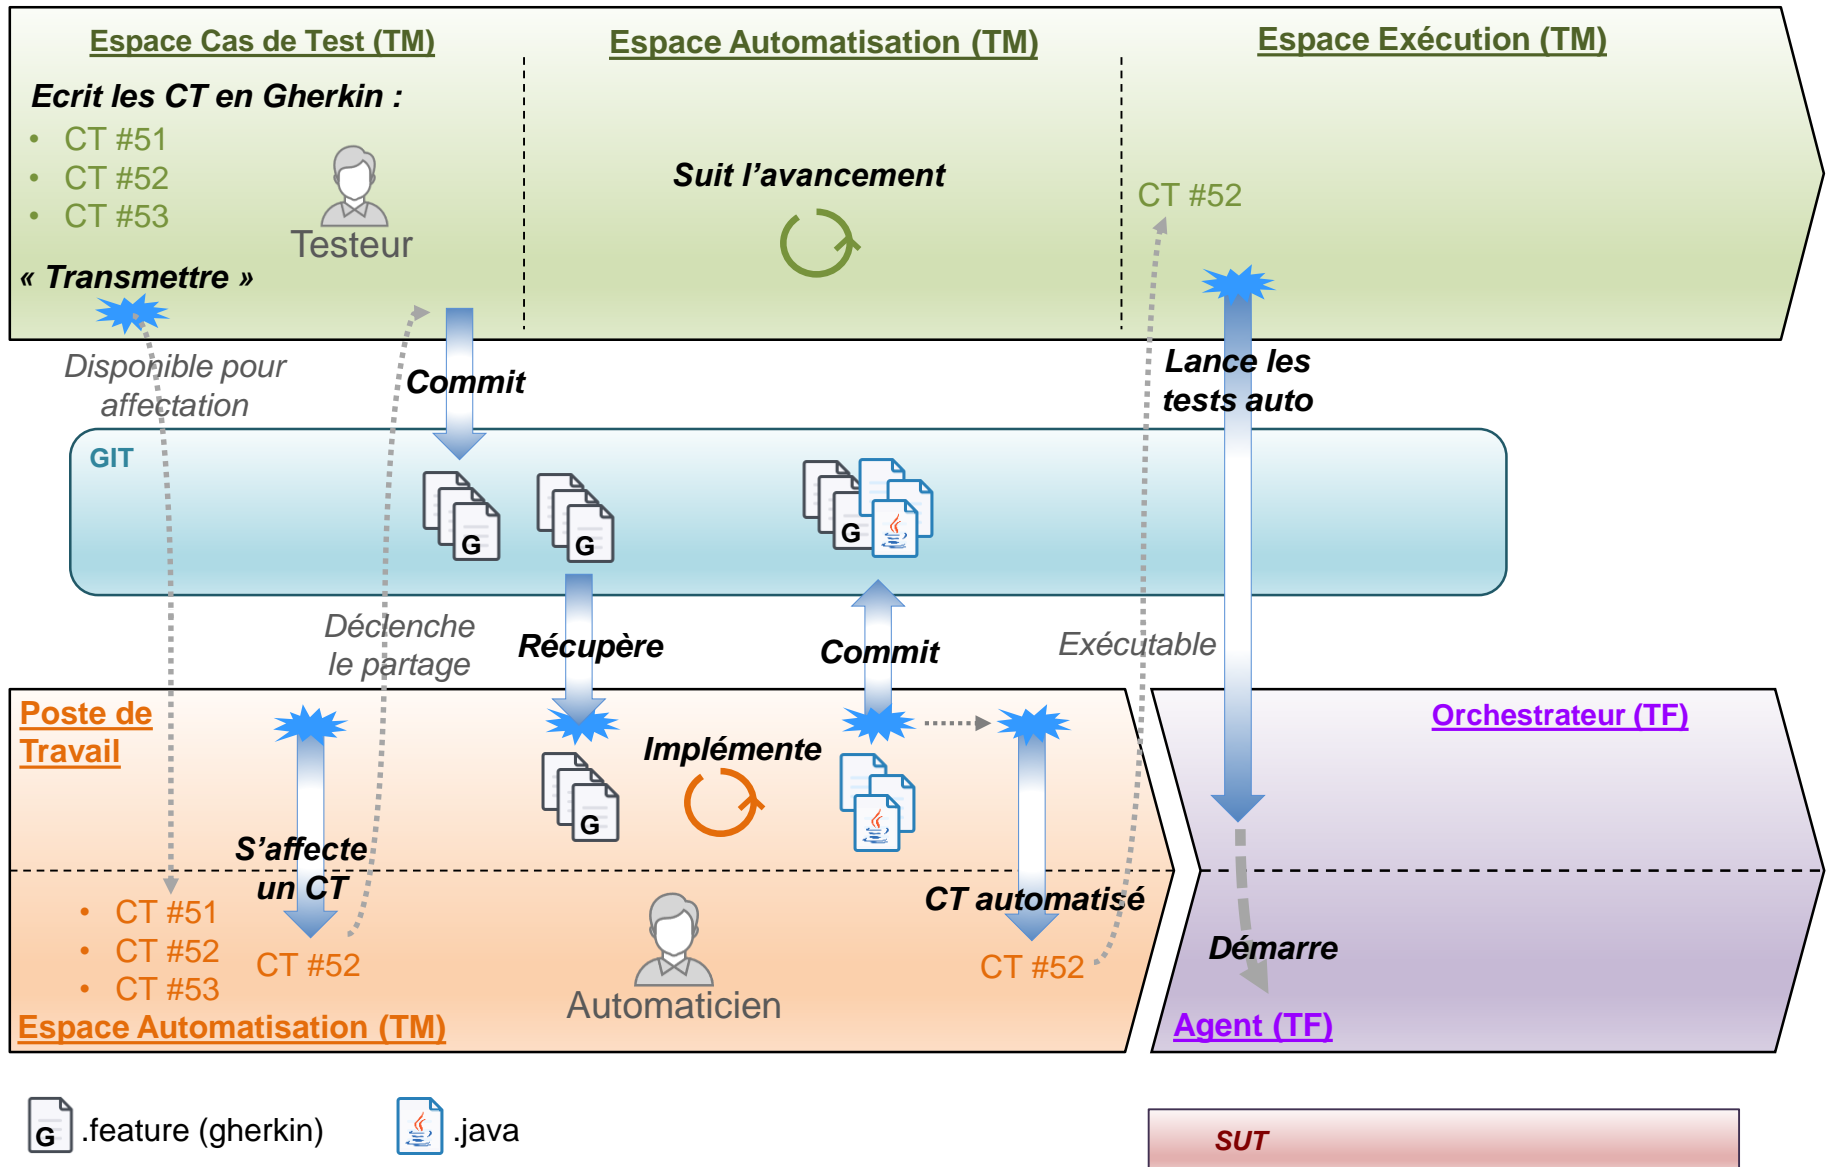 Espace Cas de Test (TM)
Espace Automatisation (TM)
Espace Exécution (TM)
Ecrit les CT en Gherkin :
• CT #51
• CT #52
• CT #53
Testeur
« Transmettre »
Suit l’avancement
CT #52
Disponible pour
affectation
Commit
Lance les
tests auto
GIT
G
G
G
Déclenche
le partage
Récupère
Commit
Exécutable
Poste de
Travail
Implémente
G
Orchestrateur (TF)
S’affecte
un CT
CT automatisé
• CT #51
• CT #52
• CT #53
CT #52
Automaticien
CT #52
Démarre
Espace Automatisation (TM)
Agent (TF)
G
.feature (gherkin)
.java
SUT